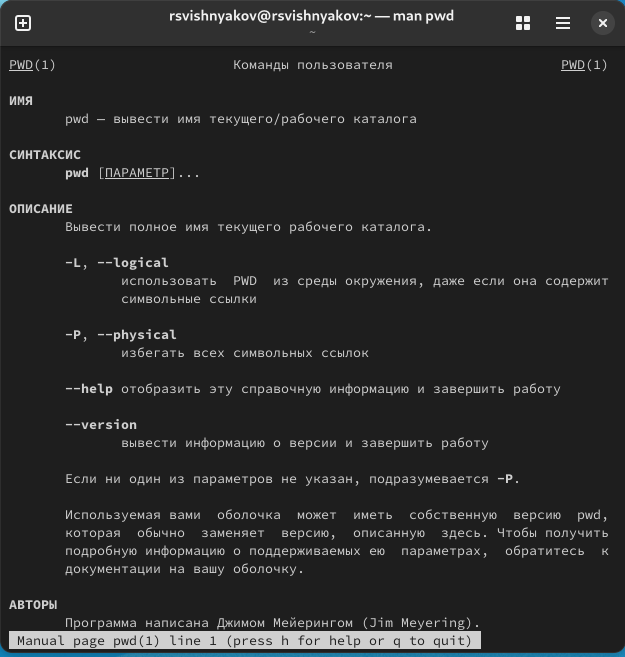 rsvishnyakov@rsvishnyakov:~ — man pwd
~
PWD(1) Команды пользователя PWD(1)
ИМЯ
pwd — вывести имя текущего/рабочего каталога
СИНТАКСИС
pwd [ПАРАМЕТР]...
ОПИСАНИЕ
Вывести полное имя текущего рабочего каталога.
-L, --logical
использовать PWD из среды окружения, даже если она содержит
символьные ссылки
-P, --physical
избегать всех символьных ссылок
--help отобразить эту справочную информацию и завершить работу
--version
вывести информацию о версии и завершить работу
Если ни один из параметров не указан, подразумевается -P.
Используемая вами оболочка может иметь собственную версию pwd,
которая обычно заменяет версию, описанную здесь. Чтобы получить
подробную информацию о поддерживаемых ею параметрах, обратитесь к
документации на вашу оболочку.
АВТОРЫ
Программа написана Джимом Мейерингом (Jim Meyering).
Manual page pwd(1) line 1 (press h for help or q to quit)